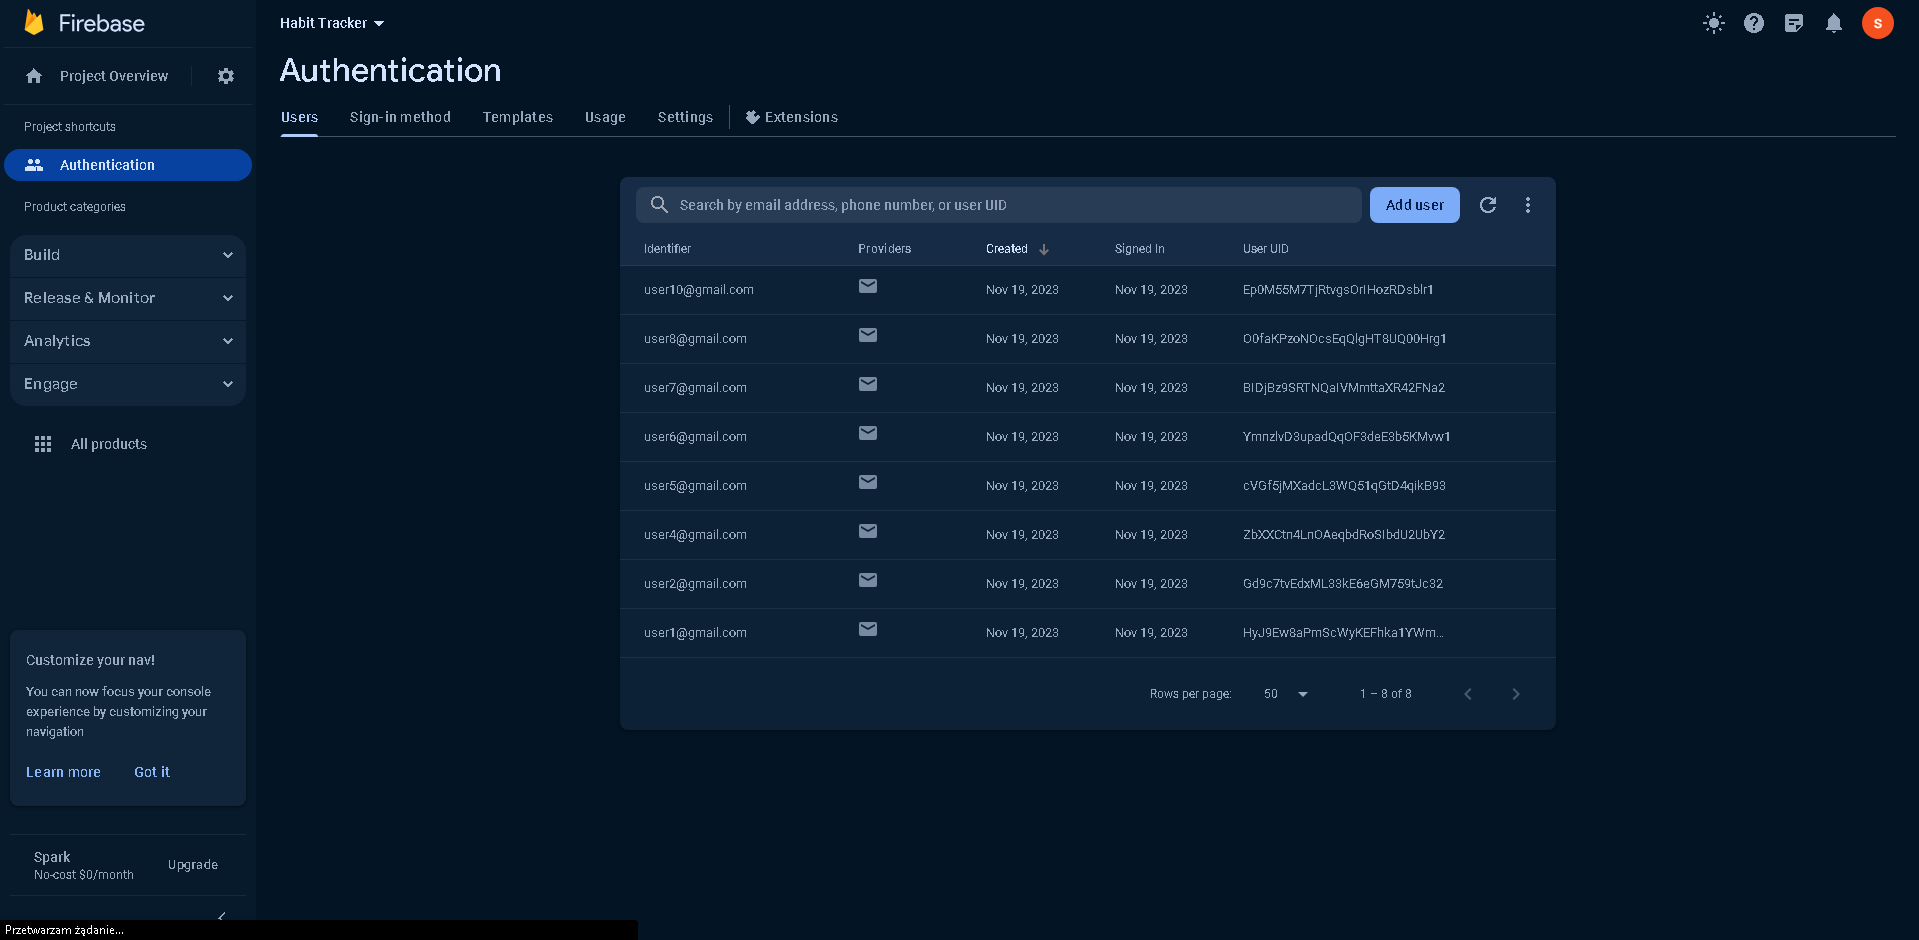 Firebase
Habit Tracker
S
Project Overview
Authentication
Users Sign-in method Templates Usage Settings Extensions
Project shortcuts
Authentication
Product categories
Build
Release & Monitor
Analytics
Engage
All products
Customize your nav!
You can now focus your console
experience by customizing your
navigation
Learn more Got it
Spark
No-cost $0/month
Upgrade
Search by email address, phone number, or user UID
Add user
Identifier Providers Created Signed In User UID
user10@gmail.com Nov 19, 2023 Nov 19, 2023 Ep0M55M7TjRtvgsOrIHozRDsblr1
user8@gmail.com Nov 19, 2023 Nov 19, 2023 O0faKPzoNOcsEqQlgHT8UQ00Hrg1
user7@gmail.com Nov 19, 2023 Nov 19, 2023 BIDjBz9SRTNQaIVMmttaXR42FNa2
user6@gmail.com Nov 19, 2023 Nov 19, 2023 YmnzlvD3upadQqOF3deE3b5KMvw1
user5@gmail.com Nov 19, 2023 Nov 19, 2023 cVGf5jMXadcL3WQ51qGtD4qikB93
user4@gmail.com Nov 19, 2023 Nov 19, 2023 ZbXXCtn4LnOAeqbdRoSIbdU2UbY2
user2@gmail.com Nov 19, 2023 Nov 19, 2023 Gd9c7tvEdxML33kE6eGM759tJc32
user1@gmail.com Nov 19, 2023 Nov 19, 2023 HyJ9Ew8aPmScWyKEFhka1YWm...
Rows per page: 50 1 – 8 of 8
Przetwarzam żądanie...